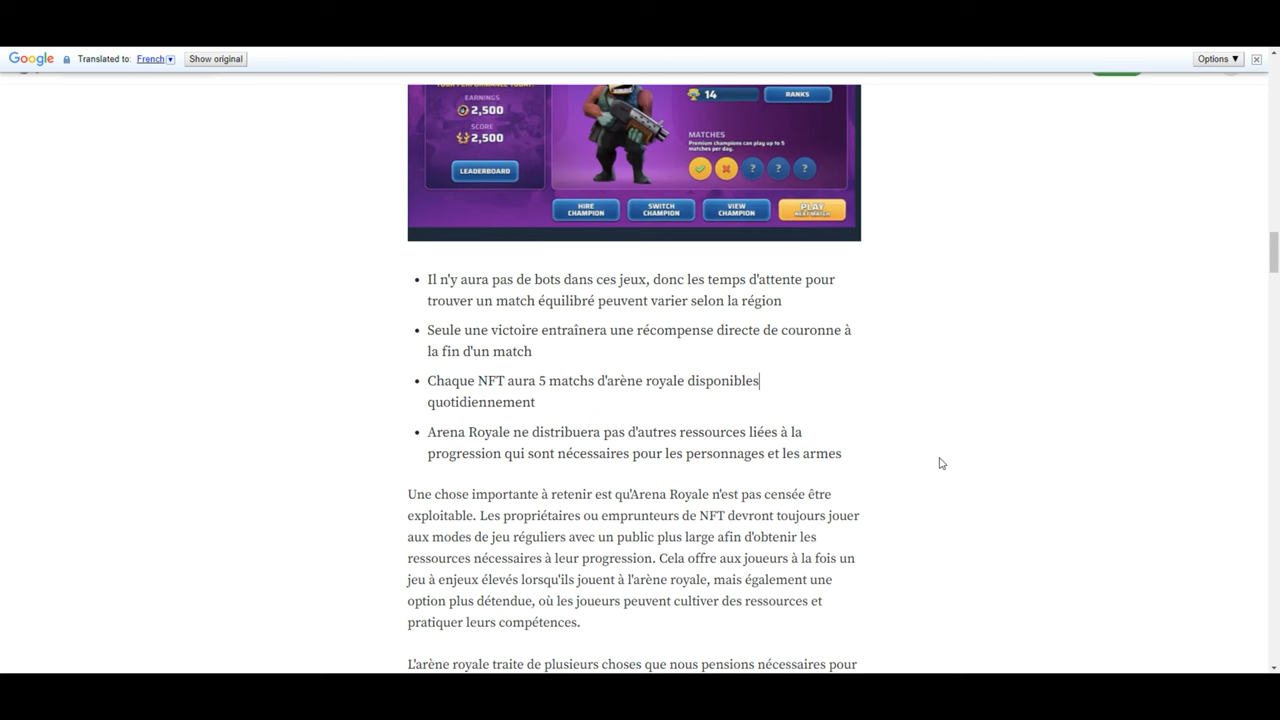 Google Translated to: French ▼ Show original Options ▼
EARNINGS
2,500
SCORE
2,500
LEADERBOARD
14 RANKS
MATCHES
Premium champions can play up to 5
matches per day.
? ? ?
HIRE
CHAMPION
SWITCH
CHAMPION
VIEW
CHAMPION
PLAY
NEXT MATCH
• Il n'y aura pas de bots dans ces jeux, donc les temps d'attente pour
trouver un match équilibré peuvent varier selon la région
• Seule une victoire entraînera une récompense directe de couronne à
la fin d'un match
• Chaque NFT aura 5 matchs d'arène royale disponibles
quotidiennement
• Arena Royale ne distribuera pas d'autres ressources liées à la
progression qui sont nécessaires pour les personnages et les armes
Une chose importante à retenir est qu'Arena Royale n'est pas censée être
exploitable. Les propriétaires ou emprunteurs de NFT devront toujours jouer
aux modes de jeu réguliers avec un public plus large afin d'obtenir les
ressources nécessaires à leur progression. Cela offre aux joueurs à la fois un
jeu à enjeux élevés lorsqu'ils jouent à l'arène royale, mais également une
option plus détendue, où les joueurs peuvent cultiver des ressources et
pratiquer leurs compétences.
L'arène royale traite de plusieurs choses que nous pensions nécessaires pour